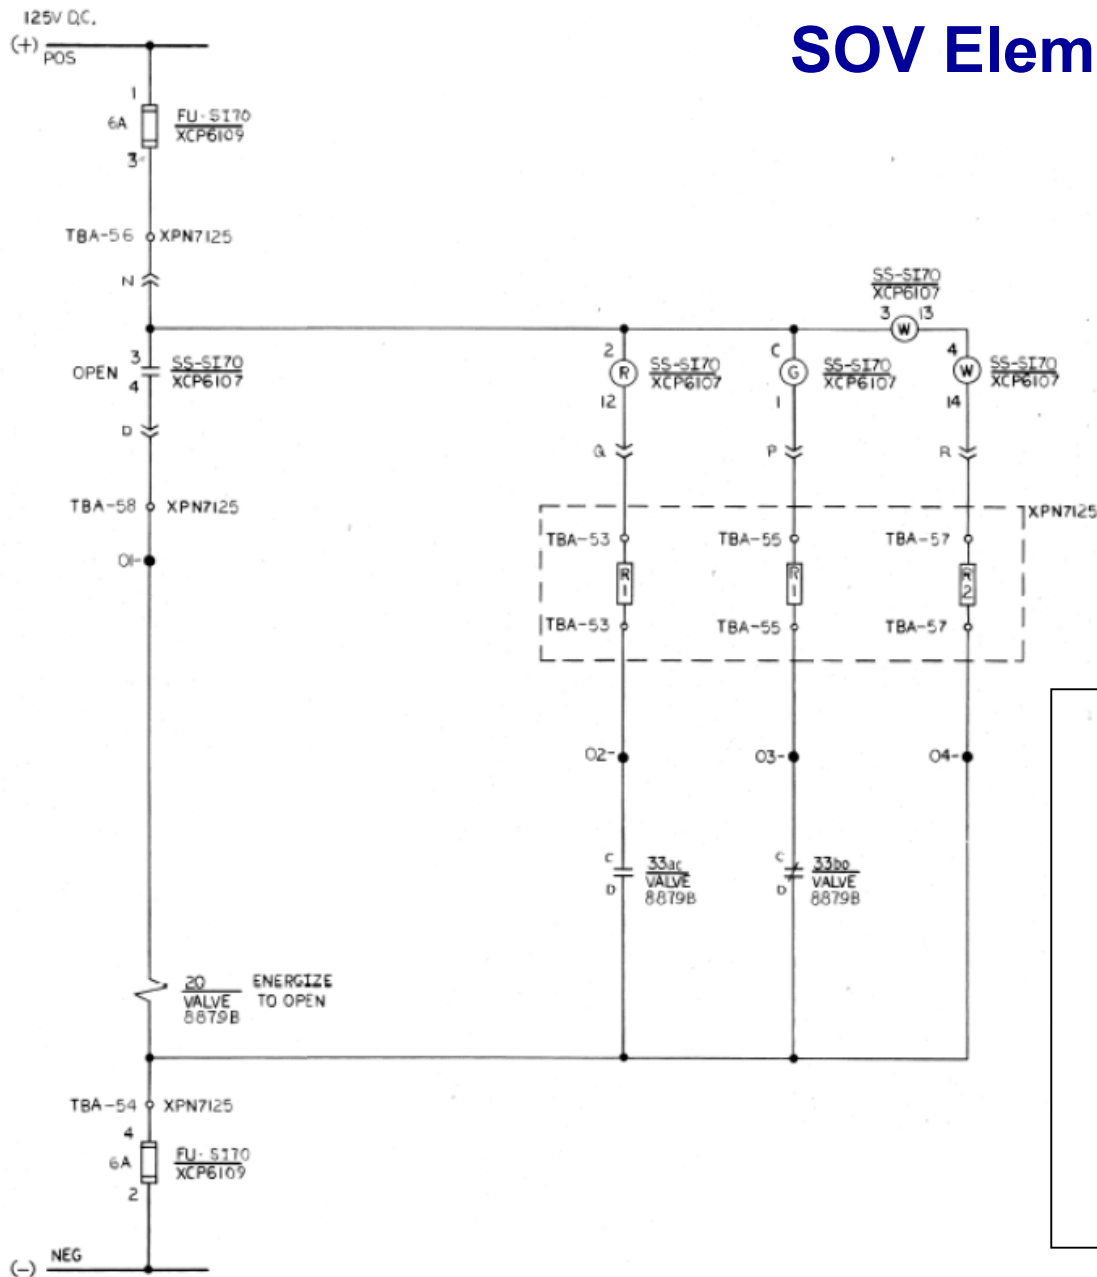 125V D.C.
SOV Elem
(+) POS
1
6A
FU-SI70
XCP6109
3
TBA-56 XPN7125
N
SS-SI70
XCP6107
3 13
W
OPEN
3
4
SS-SI70
XCP6107
2
R
SS-SI70
XCP6107
12
C
G
SS-SI70
XCP6107
1
4
W
SS-SI70
XCP6107
14
D
Q
P
R
TBA-58 XPN7125
XPN7125
01
TBA-53
TBA-55
TBA-57
R1
R1
R2
TBA-53
TBA-55
TBA-57
02
03
04
C
D
33ac
VALVE
8879B
C
D
33bo
VALVE
8879B
20
VALVE
8879B
ENERGIZE
TO OPEN
TBA-54 XPN7125
4
6A
FU-SI70
XCP6109
2
(-) NEG